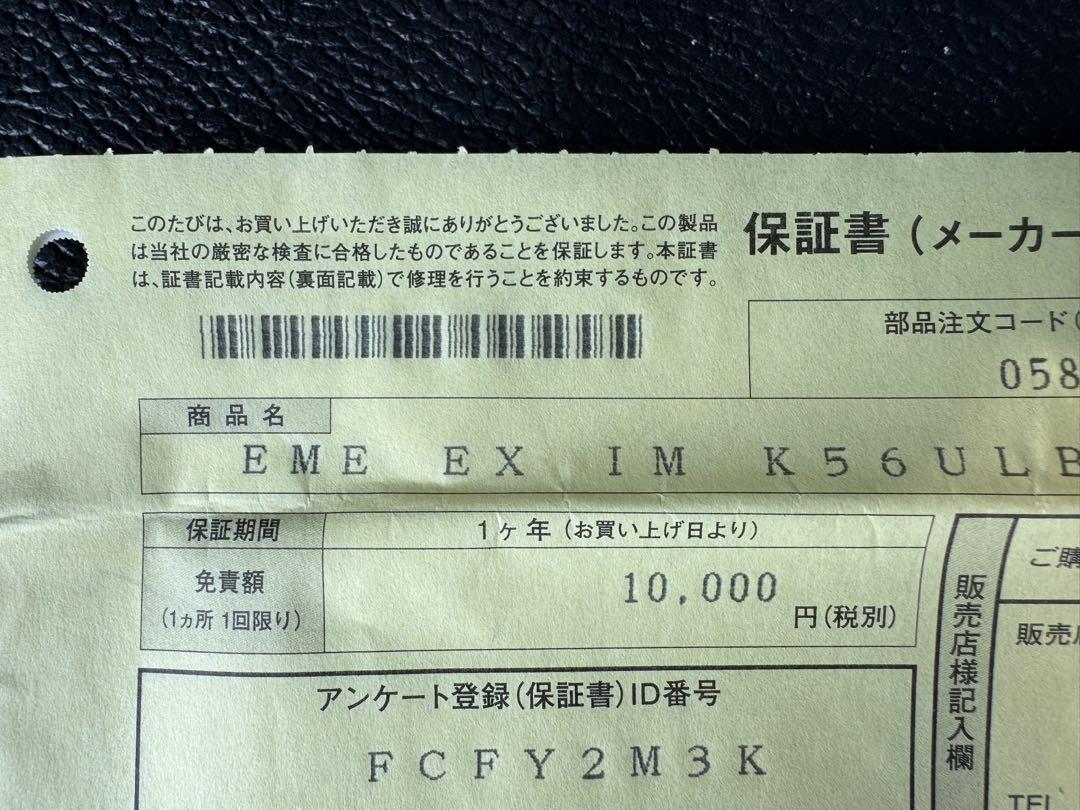 このたびは、お買い上げいただき誠にありがとうございました。この製品
は当社の厳密な検査に合格したものであることを保証します。本証書
は、証書記載内容(裏面記載)で修理を行うことを約束するものです。
保証書(メーカー
部品注文コード(
058
商品名
EME EX IM K56ULB
保証期間
1ヶ年(お買い上げ日より)
免責額
(1ヵ所1回限り)
10,000
円(税別)
アンケート登録(保証書)ID番号
FCFY2M3K
販売店様記入欄
ご購
販売店
TEL